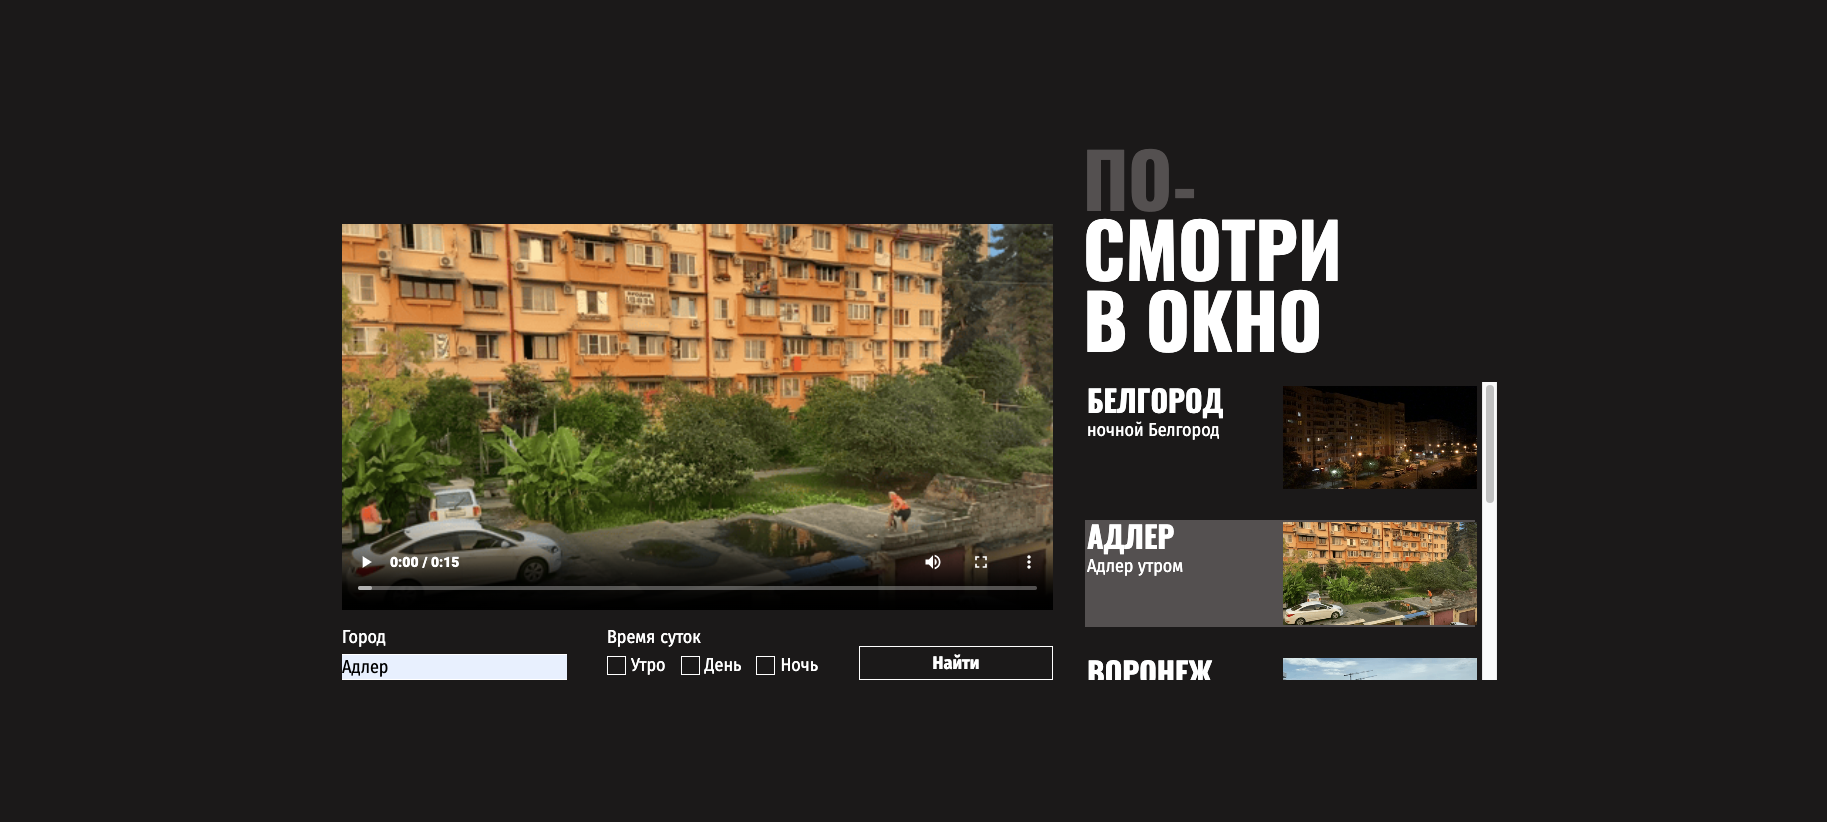 ПО-
СМОТРИ
В ОКНО
0:00 / 0:15
Город
Адлер
Время суток
Утро
День
Ночь
Найти
БЕЛГОРОД
ночной Белгород
АДЛЕР
Адлер утром
ВОРОНЕЖ